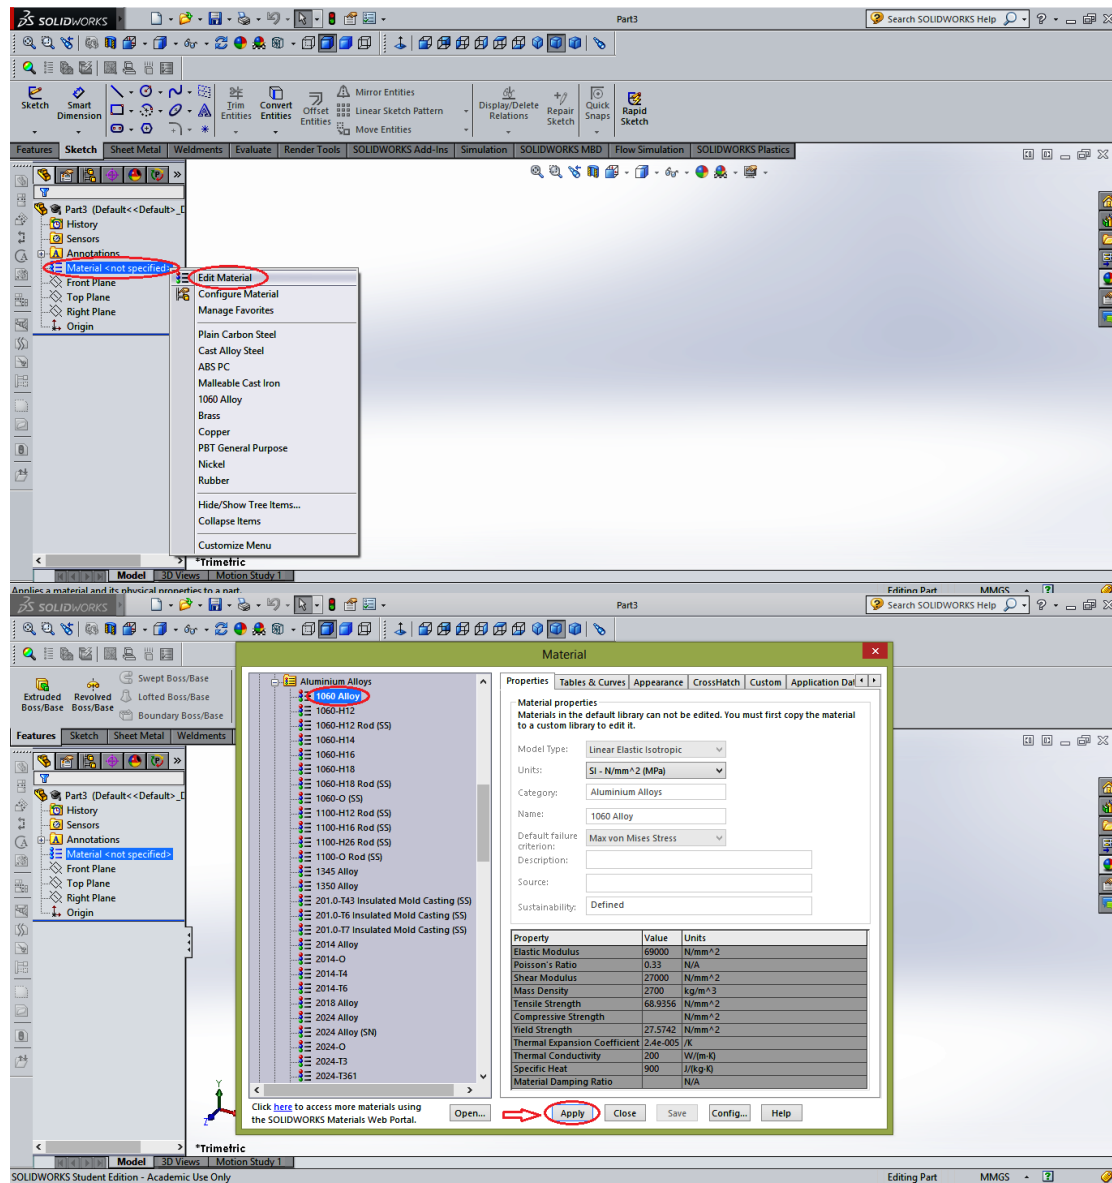 SOLIDWORKS
Part3
Search SOLIDWORKS Help
Sketch
Smart Dimension
Trim Entities
Convert Entities
Offset Entities
Mirror Entities
Linear Sketch Pattern
Move Entities
Display/Delete Relations
Repair Sketch
Quick Snaps
Rapid Sketch
Features Sketch Sheet Metal Weldments Evaluate Render Tools SOLIDWORKS Add-Ins Simulation SOLIDWORKS MBD Flow Simulation SOLIDWORKS Plastics
Part3 (Default<<Default>_D
History
Sensors
Annotations
Material <not specified>
Front Plane
Top Plane
Right Plane
Origin
Edit Material
Configure Material
Manage Favorites
Plain Carbon Steel
Cast Alloy Steel
ABS PC
Malleable Cast Iron
1060 Alloy
Brass
Copper
PBT General Purpose
Nickel
Rubber
Hide/Show Tree Items...
Collapse Items
Customize Menu
*Trimetric
Model 3D Views Motion Study 1
Applies a material and its physical properties to a part.
Editing Part MMGS
SOLIDWORKS
Part3
Search SOLIDWORKS Help
Extruded Boss/Base
Revolved Boss/Base
Swept Boss/Base
Lofted Boss/Base
Boundary Boss/Base
Features Sketch Sheet Metal Weldments
Part3 (Default<<Default>_D
History
Sensors
Annotations
Material <not specified>
Front Plane
Top Plane
Right Plane
Origin
Material
Aluminium Alloys
1060 Alloy
1060-H12
1060-H12 Rod (SS)
1060-H14
1060-H16
1060-H18
1060-H18 Rod (SS)
1060-O (SS)
1100-H12 Rod (SS)
1100-H16 Rod (SS)
1100-H26 Rod (SS)
1100-O Rod (SS)
1345 Alloy
1350 Alloy
201.0-T43 Insulated Mold Casting (SS)
201.0-T6 Insulated Mold Casting (SS)
201.0-T7 Insulated Mold Casting (SS)
2014 Alloy
2014-O
2014-T4
2014-T6
2018 Alloy
2024 Alloy
2024 Alloy (SN)
2024-O
2024-T3
2024-T361
Click here to access more materials using
the SOLIDWORKS Materials Web Portal.
Open...
Properties Tables & Curves Appearance CrossHatch Custom Application Dat
Material properties
Materials in the default library can not be edited. You must first copy the material
to a custom library to edit it.
Model Type: Linear Elastic Isotropic
Units: SI - N/mm^2 (MPa)
Category: Aluminium Alloys
Name: 1060 Alloy
Default failure criterion: Max von Mises Stress
Description:
Source:
Sustainability: Defined
Property Value Units
Elastic Modulus 69000 N/mm^2
Poisson's Ratio 0.33 N/A
Shear Modulus 27000 N/mm^2
Mass Density 2700 kg/m^3
Tensile Strength 68.9356 N/mm^2
Compressive Strength N/mm^2
Yield Strength 27.5742 N/mm^2
Thermal Expansion Coefficient 2.4e-005 /K
Thermal Conductivity 200 W/(m·K)
Specific Heat 900 J/(kg·K)
Material Damping Ratio N/A
Apply Close Save Config... Help
Y
Z
*Trimetric
Model 3D Views Motion Study 1
SOLIDWORKS Student Edition - Academic Use Only
Editing Part MMGS